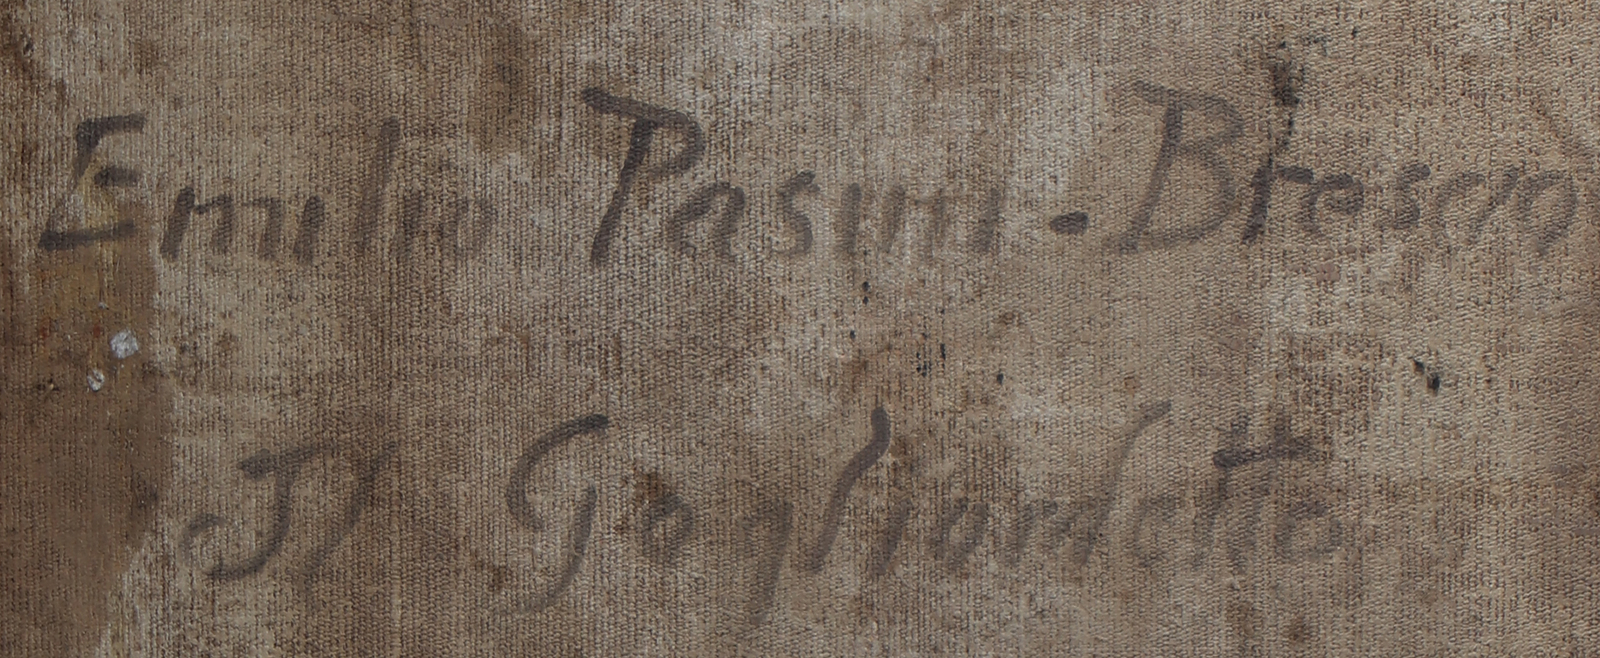 Emilio Pasini. Brescia
Il Gagliardetto